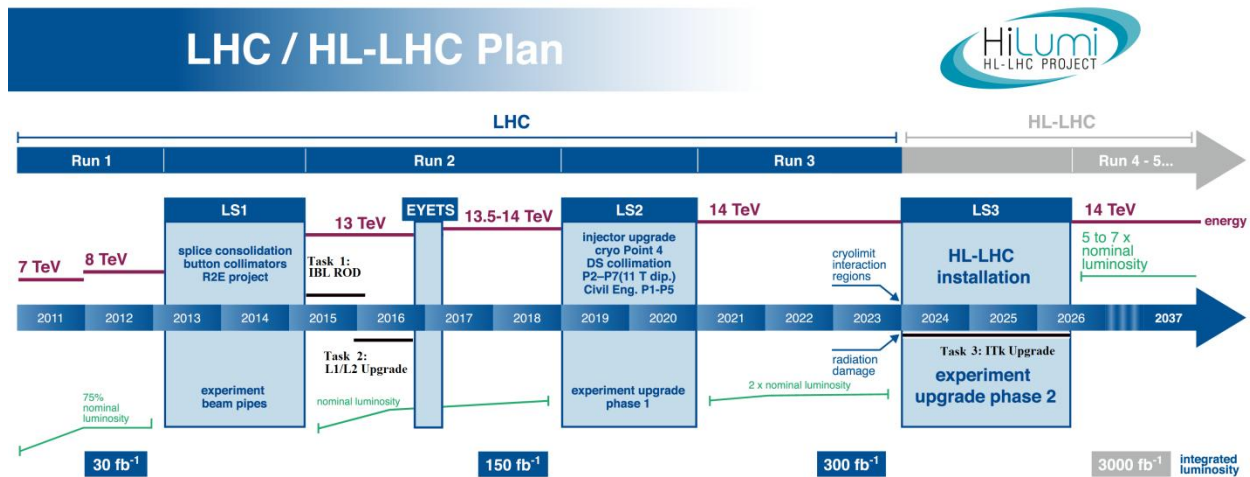 LHC / HL-LHC Plan
HiLumi
HL-LHC PROJECT
LHC
HL-LHC
Run 1
Run 2
Run 3
Run 4 - 5...
LS1
EYETS
LS2
LS3
splice consolidation
button collimators
R2E project
injector upgrade
cryo Point 4
DS collimation
P2-P7(11 T dip.)
Civil Eng. P1-P5
HL-LHC
installation
7 TeV
8 TeV
13 TeV
13.5-14 TeV
14 TeV
14 TeV
energy
Task 1:
IBL ROD
cryolimit
interaction
regions
5 to 7 x
nominal
luminosity
2011
2012
2013
2014
2015
2016
2017
2018
2019
2020
2021
2022
2023
2024
2025
2026
2037
Task 2:
L1/L2 Upgrade
radiation
damage
Task 3: ITk Upgrade
75%
nominal
luminosity
experiment
beam pipes
nominal luminosity
experiment upgrade
phase 1
2 x nominal luminosity
experiment
upgrade phase 2
30 fb-1
150 fb-1
300 fb-1
3000 fb-1
integrated
luminosity